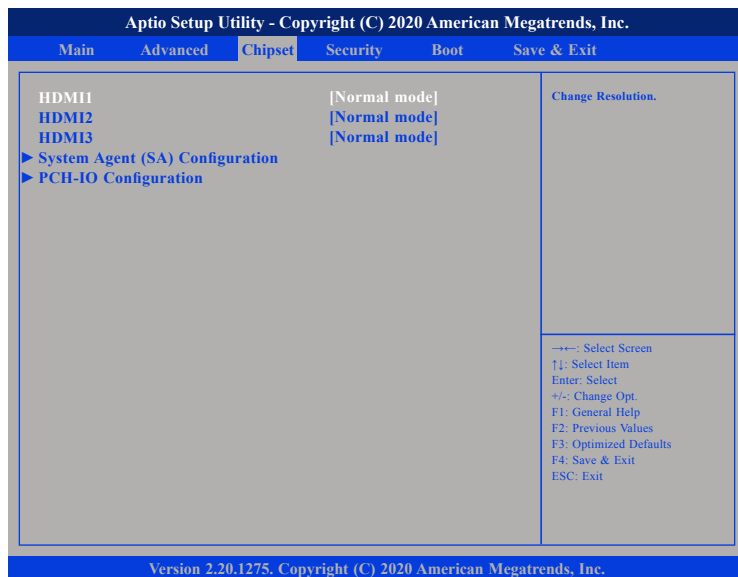 Aptio Setup Utility - Copyright (C) 2020 American Megatrends, Inc.
Main Advanced Chipset Security Boot Save & Exit
HDMI1 [Normal mode]
HDMI2 [Normal mode]
HDMI3 [Normal mode]
▶ System Agent (SA) Configuration
▶ PCH-IO Configuration
Change Resolution.
→←: Select Screen
↑↓: Select Item
Enter: Select
+/-: Change Opt.
F1: General Help
F2: Previous Values
F3: Optimized Defaults
F4: Save & Exit
ESC: Exit
Version 2.20.1275. Copyright (C) 2020 American Megatrends, Inc.